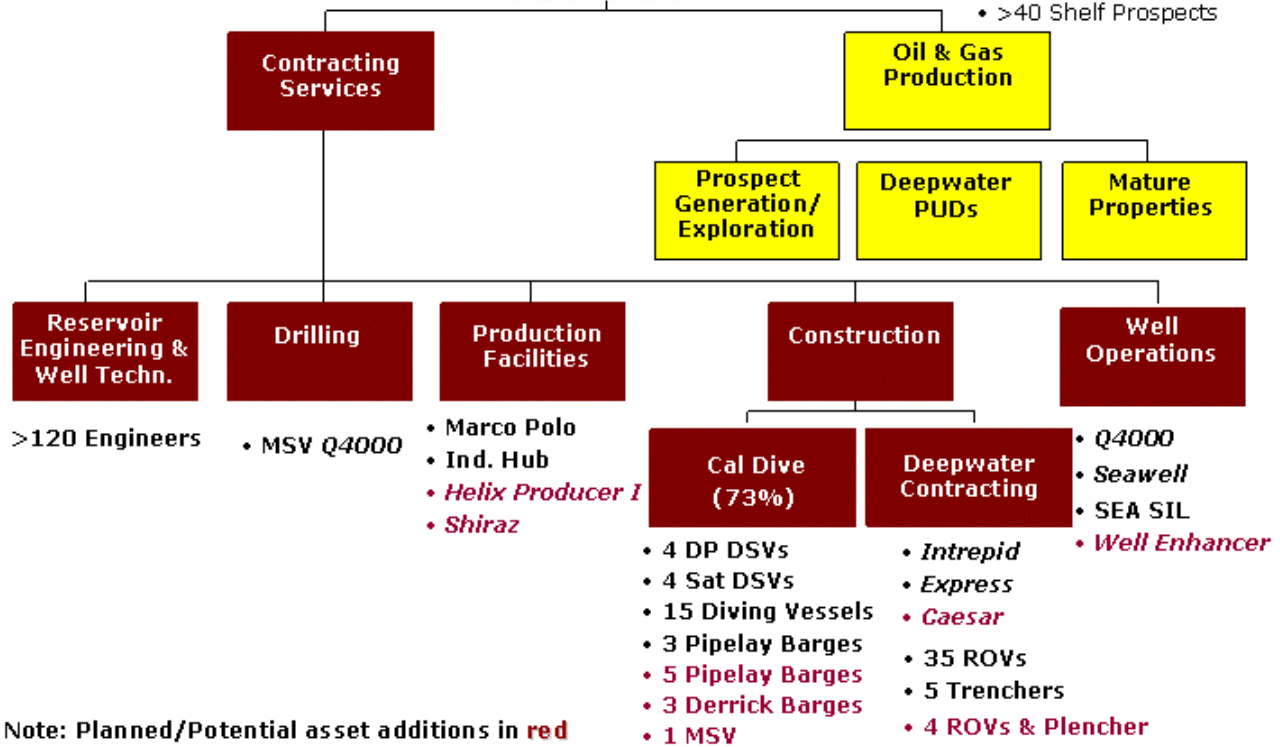 • >40 Shelf Prospects
Contracting
Services
Oil & Gas
Production
Prospect
Generation/
Exploration
Deepwater
PUDs
Mature
Properties
Reservoir
Engineering &
Well Techn.
Drilling
Production
Facilities
Construction
Well
Operations
>120 Engineers
• MSV Q4000
• Marco Polo
• Ind. Hub
• Helix Producer I
• Shiraz
Cal Dive
(73%)
• 4 DP DSVs
• 4 Sat DSVs
• 15 Diving Vessels
• 3 Pipelay Barges
• 5 Pipelay Barges
• 3 Derrick Barges
• 1 MSV
Deepwater
Contracting
• Intrepid
• Express
• Caesar
• 35 ROVs
• 5 Trenchers
• 4 ROVs & Plencher
• Q4000
• Seawell
• SEA SIL
• Well Enhancer
Note: Planned/Potential asset additions in red